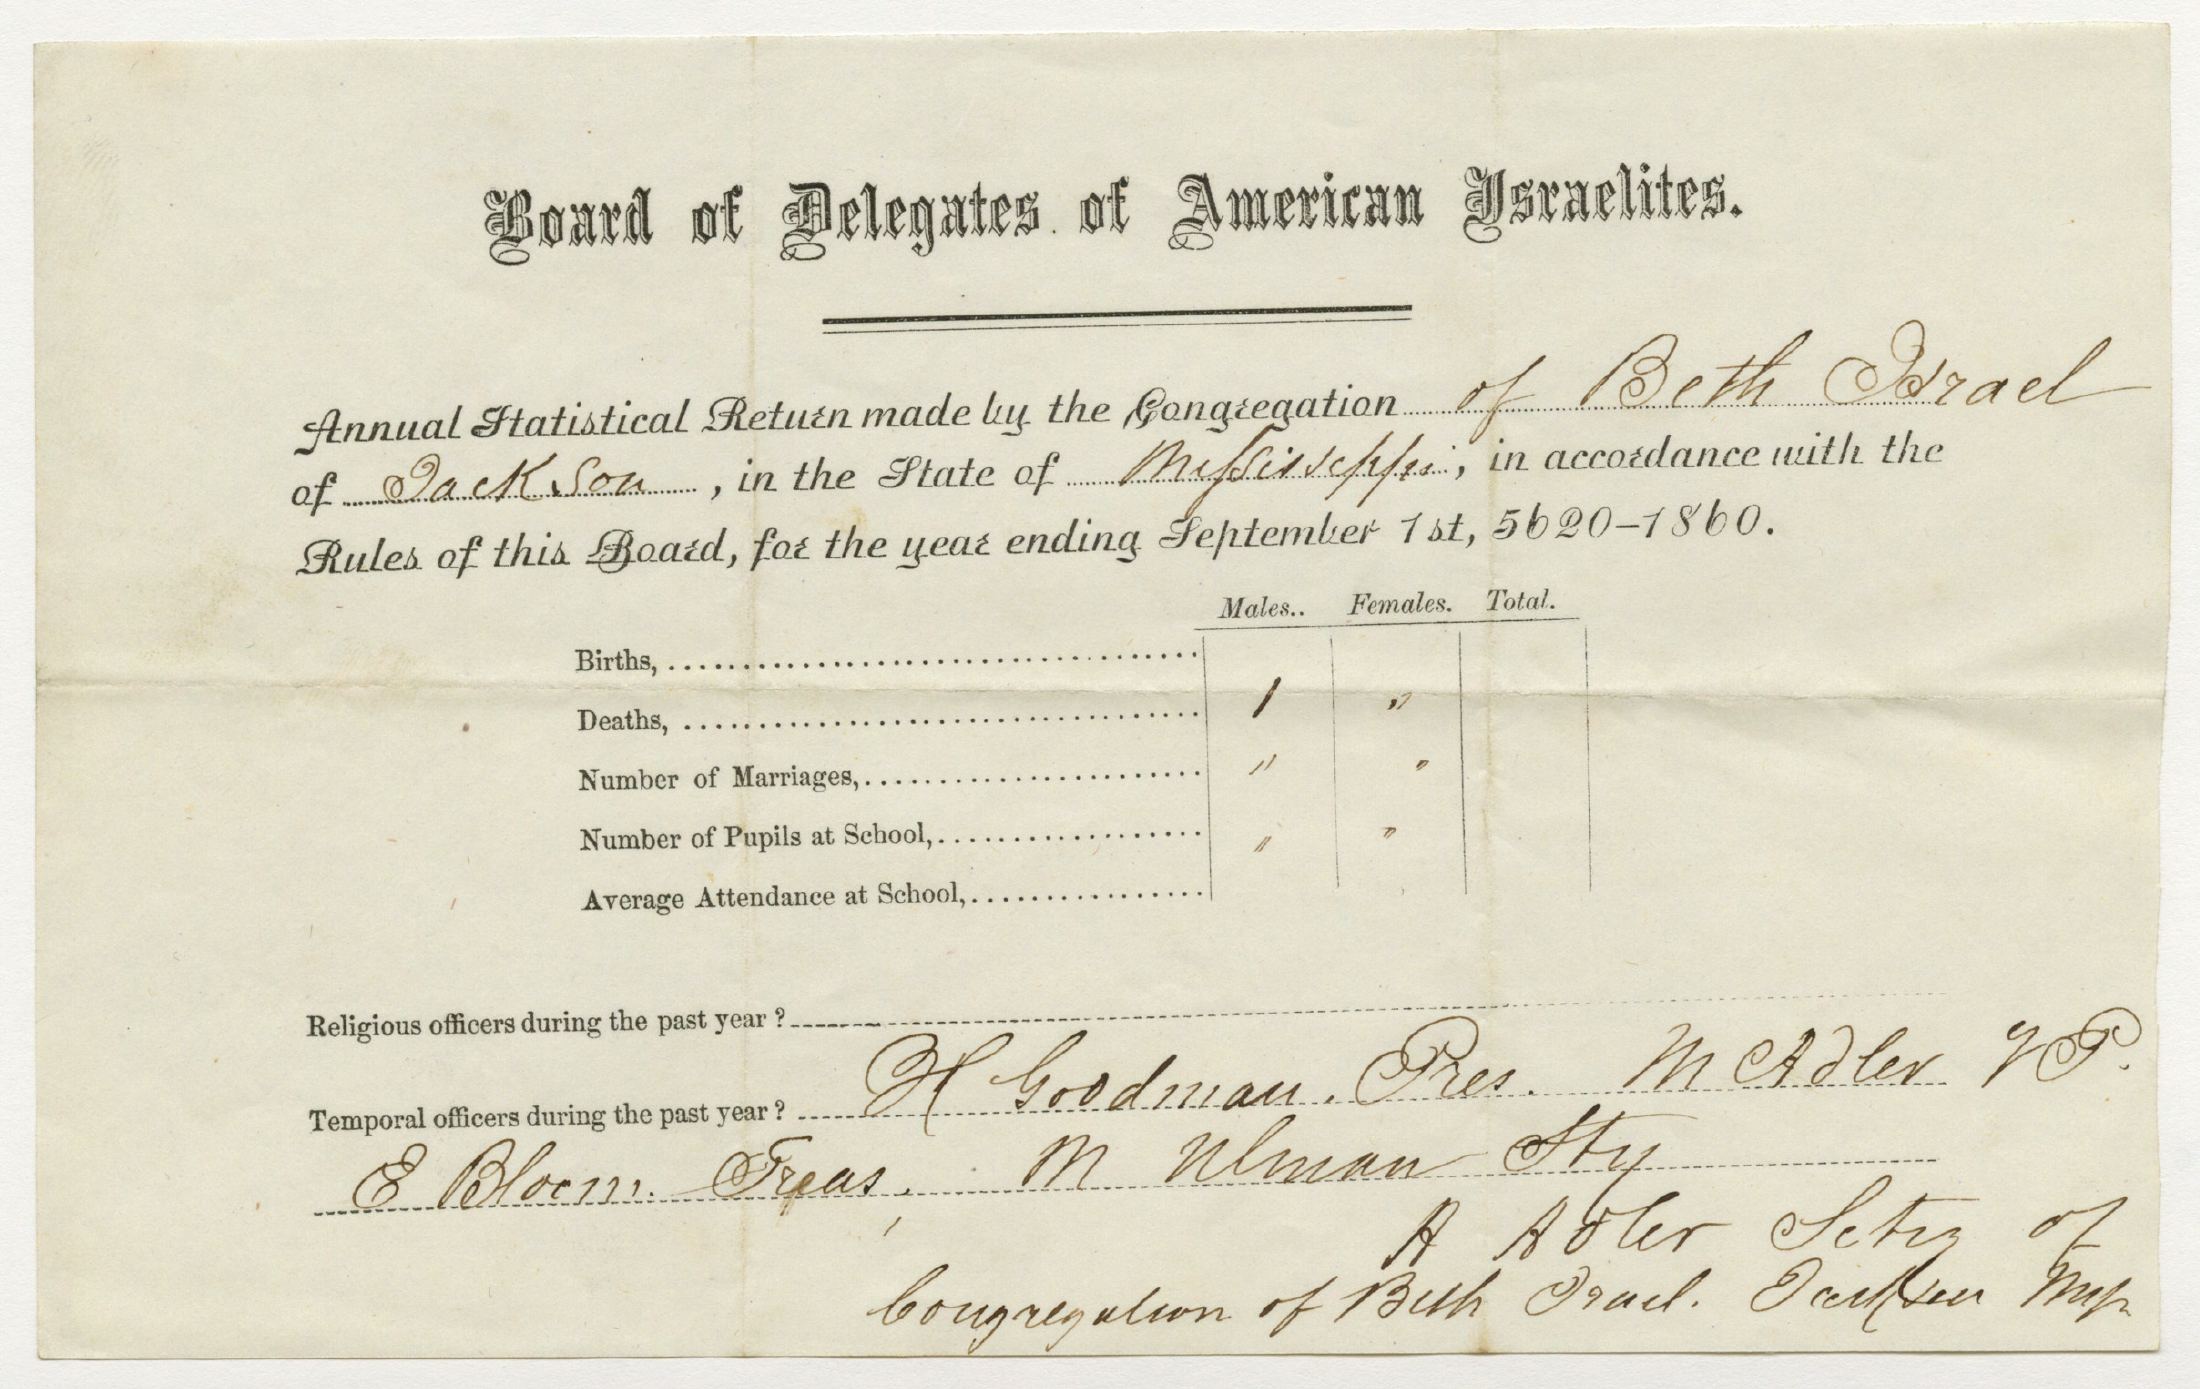 Board of Delegates of American Israelites.
Annual Statistical Return made by the Congregation of Beth Israel
of Jackson, in the State of Mississippi, in accordance with the
Rules of this Board, for the year ending September 1st, 5620-1860.
Males.. Females. Total.
Births, ....................................
Deaths, .................................... 1 "
Number of Marriages, ........................ " "
Number of Pupils at School, .................. " "
Average Attendance at School, ................
Religious officers during the past year?
Temporal officers during the past year? H Goodman. Pres. M Adler VP.
E Bloom. Treas. M Ulman Sty
A Adler Setry of
Congregation of Beth Israel. Jackson Miss